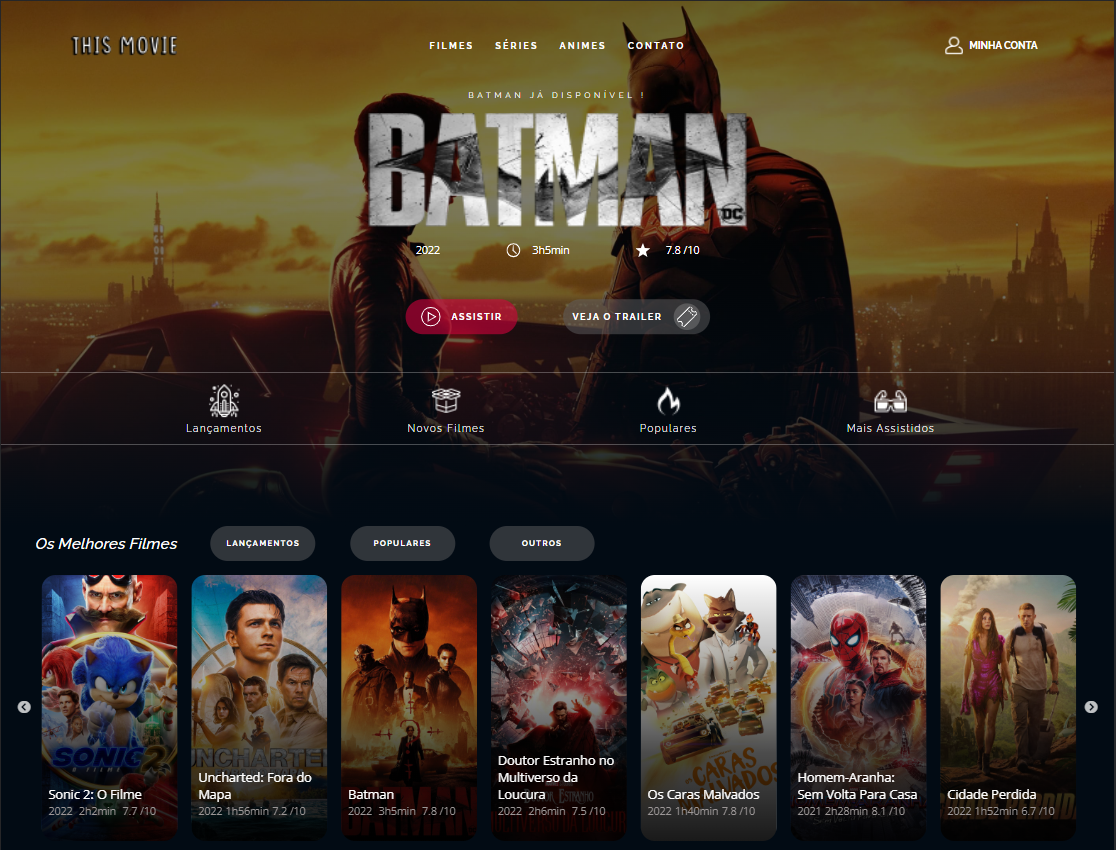 THIS MOVIE
FILMES SÉRIES ANIMES CONTATO
MINHA CONTA
BATMAN JÁ DISPONÍVEL !
BATMAN
DC
2022 3h5min 7.8 /10
ASSISTIR VEJA O TRAILER
Lançamentos Novos Filmes Populares Mais Assistidos
Os Melhores Filmes LANÇAMENTOS POPULARES OUTROS
SONIC 2
O FILME
Sonic 2: O Filme
2022 2h2min 7.7 /10
UNCHARTED
Uncharted: Fora do
Mapa
2022 1h56min 7.2 /10
Batman
2022 3h5min 7.8 /10
BATMAN
Doutor Estranho no
Multiverso da
Loucura
2022 2h6min 7.5 /10
CARAS
MALVADOS
Os Caras Malvados
2022 1h40min 7.8 /10
Homem-Aranha:
Sem Volta Para Casa
2021 2h28min 8.1 /10
Cidade Perdida
2022 1h52min 6.7 /10